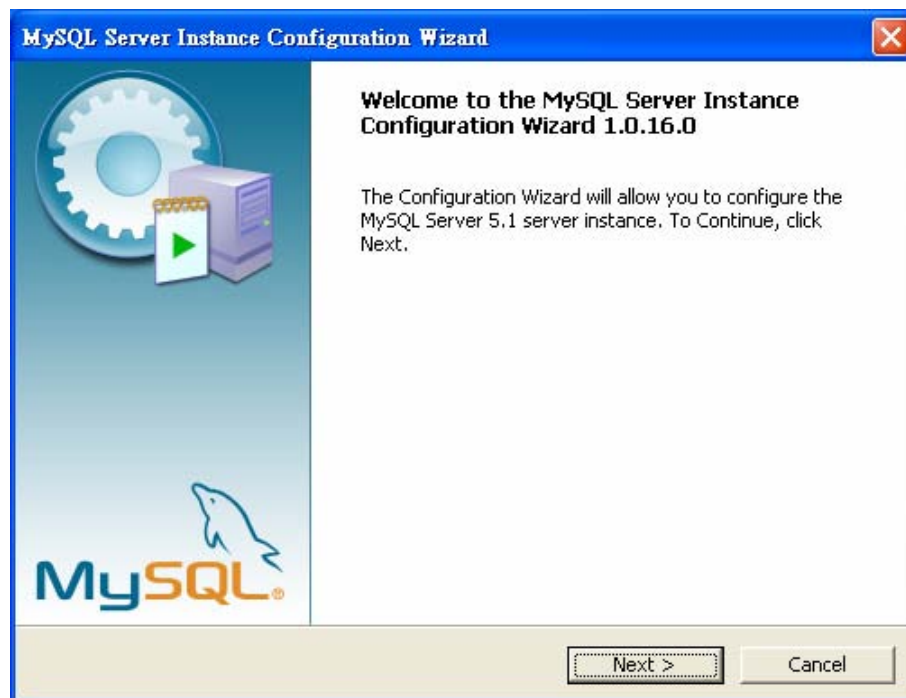 MySQL Server Instance Configuration Wizard
Welcome to the MySQL Server Instance
Configuration Wizard 1.0.16.0
The Configuration Wizard will allow you to configure the
MySQL Server 5.1 server instance. To Continue, click
Next.
MySQL®
Next >
Cancel